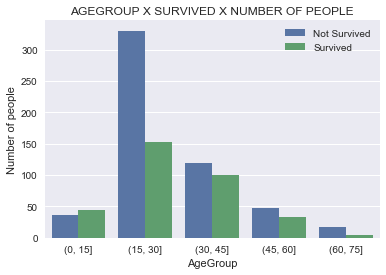 AGEGROUP X SURVIVED X NUMBER OF PEOPLE
Not Survived
Survived
Number of people
300
250
200
150
100
50
0
(0, 15]
(15, 30]
(30, 45]
(45, 60]
(60, 75]
AgeGroup